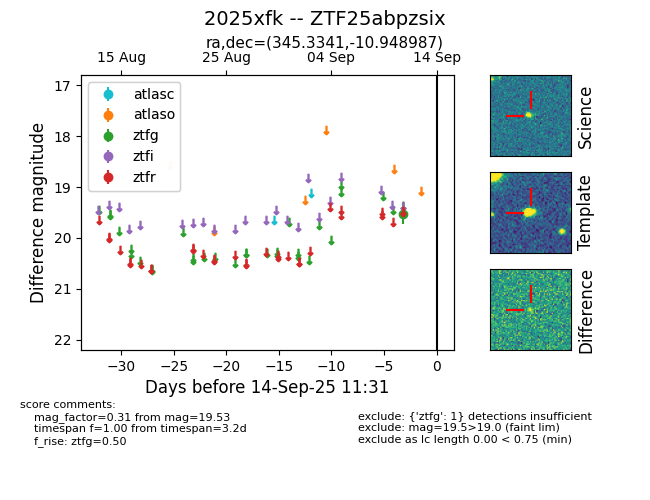 2025xfk -- ZTF25abpzsix
ra,dec=(345.3341,-10.948987)
15 Aug
25 Aug
04 Sep
14 Sep
17
18
19
20
21
22
Difference magnitude
atlasc
atlaso
ztfg
ztfi
ztfr
−30
−25
−20
−15
−10
−5
0
Days before 14-Sep-25 11:31
Science
Template
Difference
score comments:
mag_factor=0.31 from mag=19.53
timespan f=1.00 from timespan=3.2d
f_rise: ztfg=0.50
exclude: {'ztfg': 1} detections insufficient
exclude: mag=19.5>19.0 (faint lim)
exclude as lc length 0.00 < 0.75 (min)